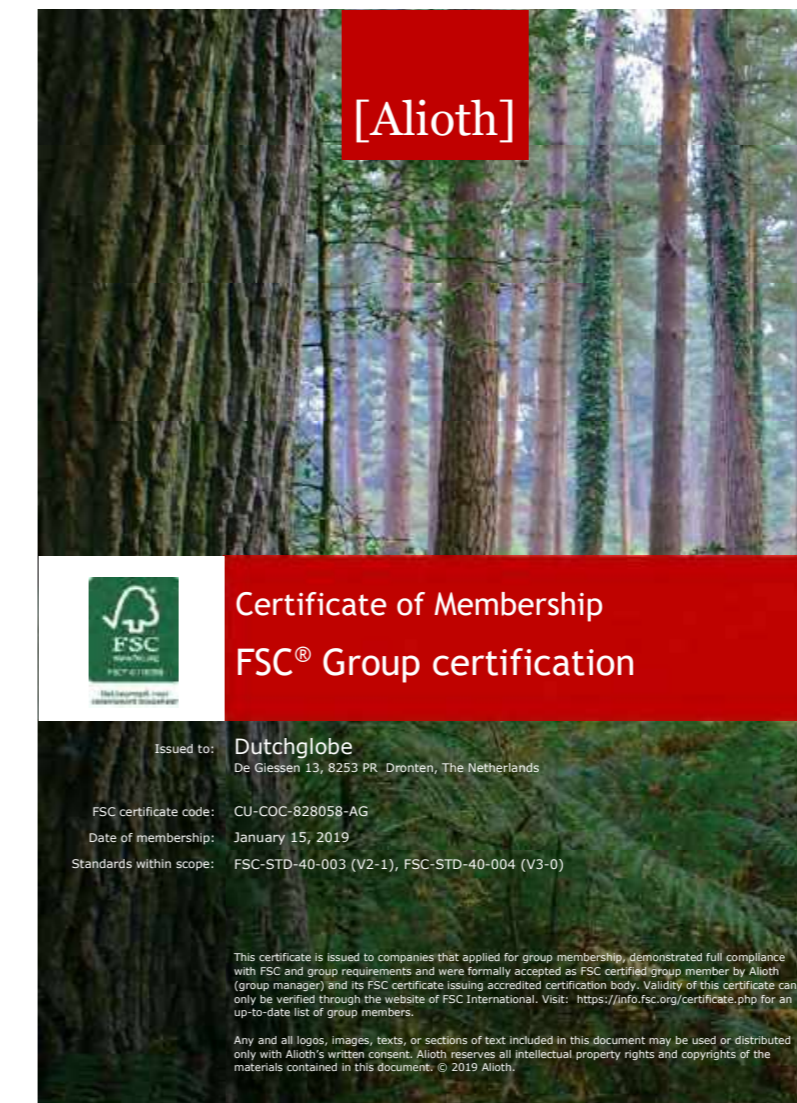 [Alioth]
FSC
Certificate of Membership
FSC® Group certification
Issued to: Dutchglobe
De Giessen 13, 8253 PR Dronten, The Netherlands
FSC certificate code: CU-COC-828058-AG
Date of membership: January 15, 2019
Standards within scope: FSC-STD-40-003 (V2-1), FSC-STD-40-004 (V3-0)
This certificate is issued to companies that applied for group membership, demonstrated full compliance
with FSC and group requirements and were formally accepted as FSC certified group member by Alioth
(group manager) and its FSC certificate issuing accredited certification body. Validity of this certificate can
only be verified through the website of FSC International. Visit: https://info.fsc.org/certificate.php for an
up-to-date list of group members.
Any and all logos, images, texts, or sections of text included in this document may be used or distributed
only with Alioth's written consent. Alioth reserves all intellectual property rights and copyrights of the
materials contained in this document. © 2019 Alioth.